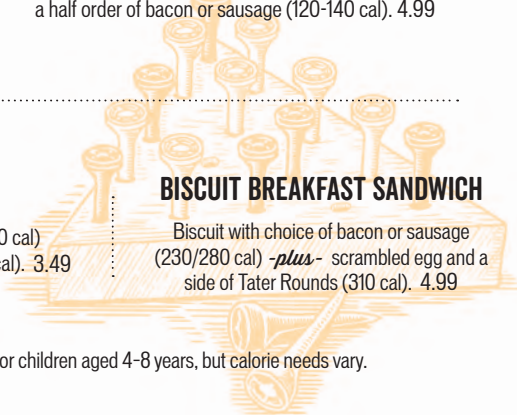 a half order of bacon or sausage (120-140 cal). 4.99
BISCUIT BREAKFAST SANDWICH
Biscuit with choice of bacon or sausage
(230/280 cal) -plus- scrambled egg and a
side of Tater Rounds (310 cal). 4.99
0 cal)
cal). 3.49
or children aged 4-8 years, but calorie needs vary.